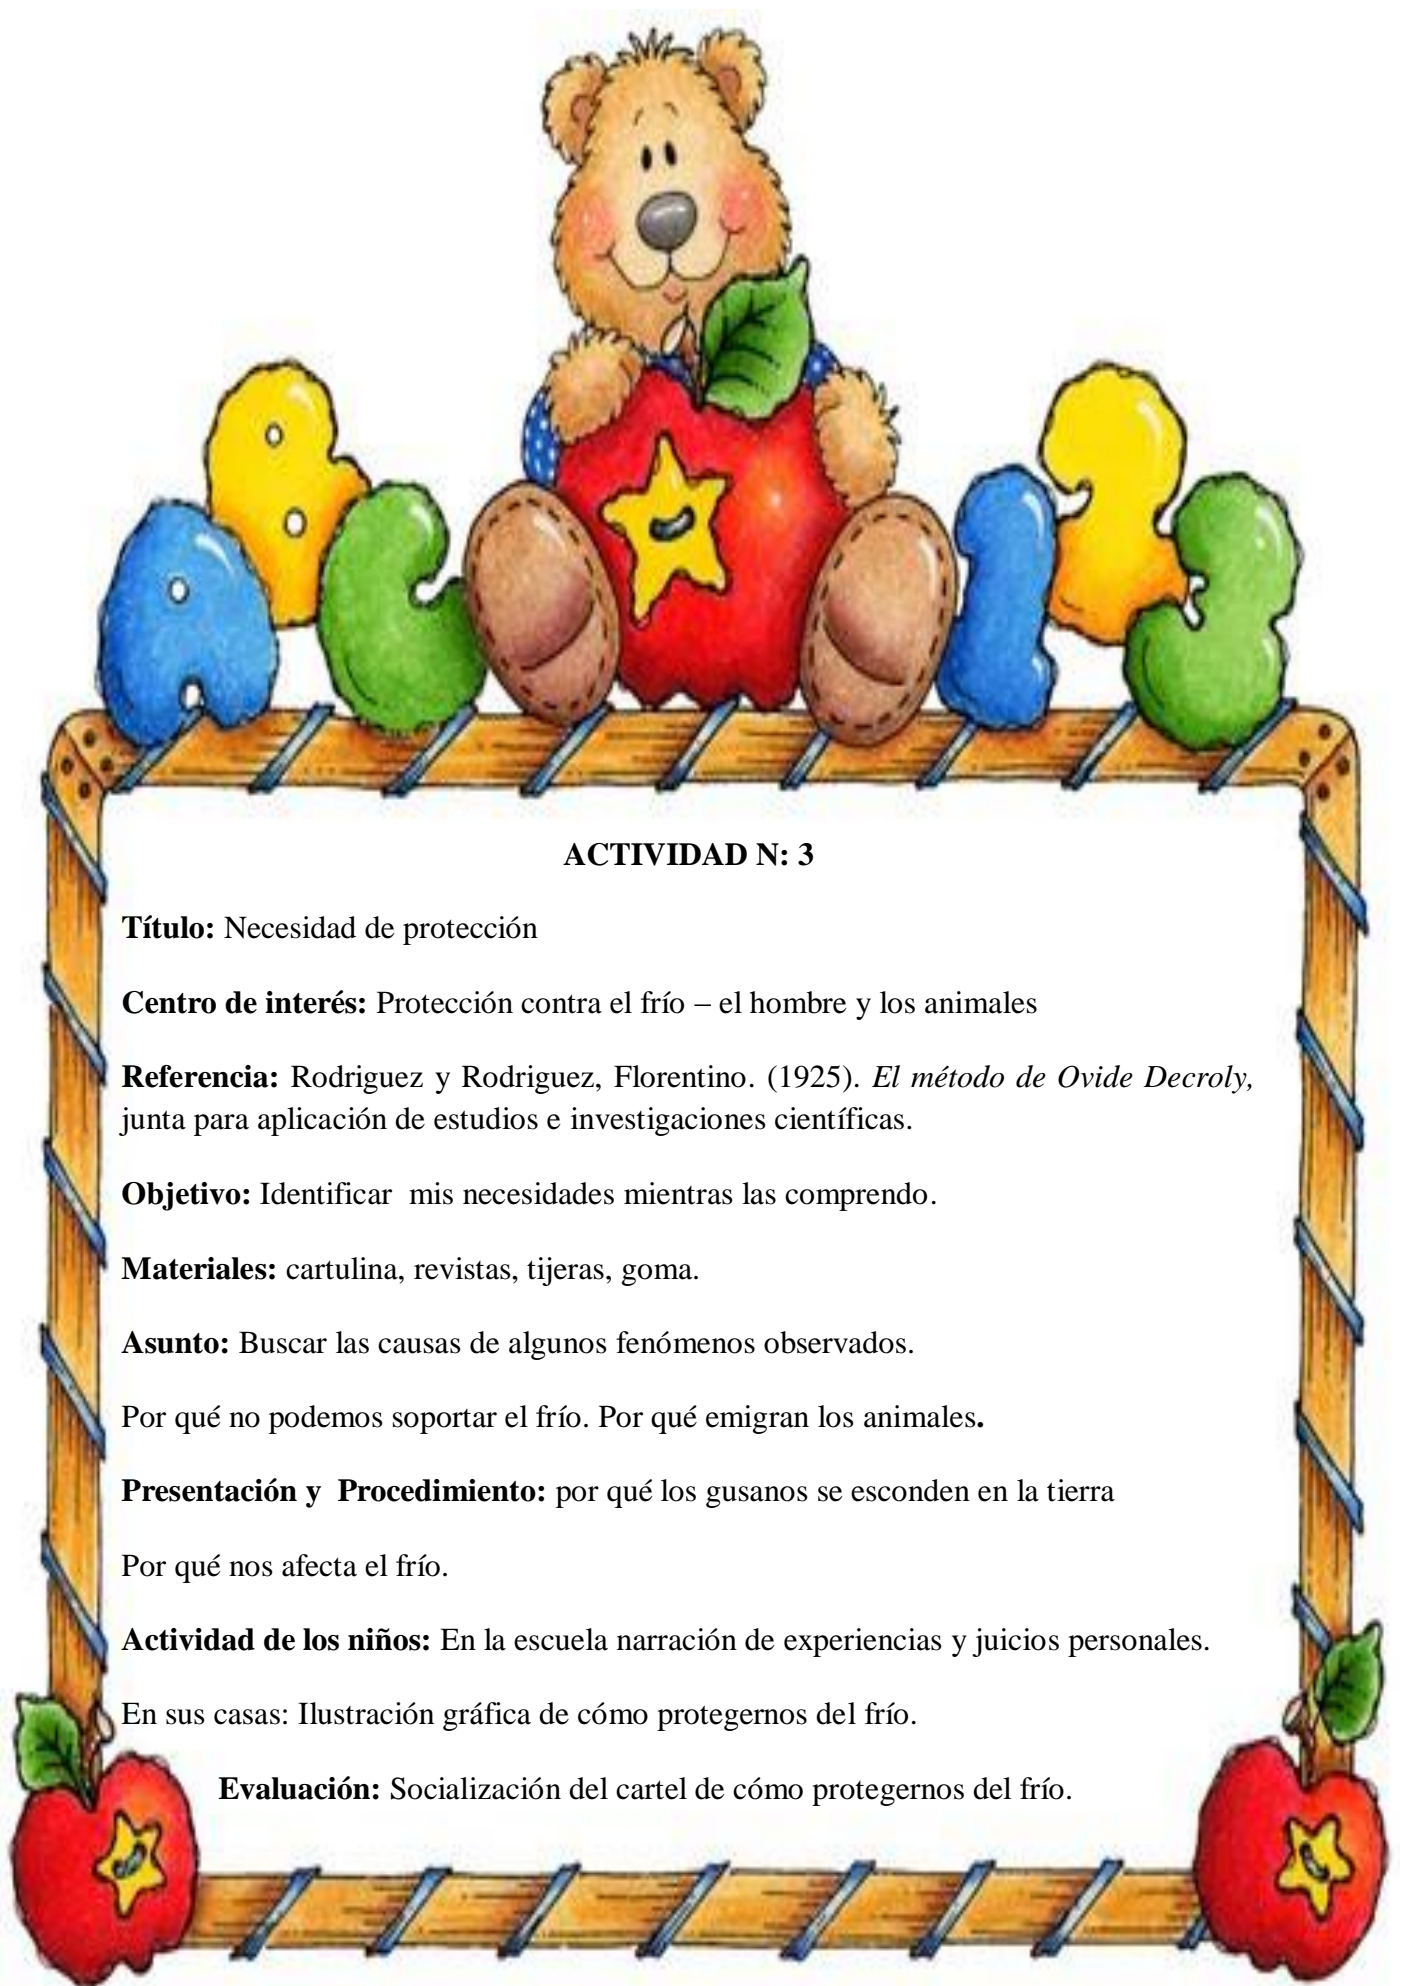 A B C 1 2 3
ACTIVIDAD N: 3
Título: Necesidad de protección
Centro de interés: Protección contra el frío – el hombre y los animales
Referencia: Rodriguez y Rodriguez, Florentino. (1925). El método de Ovide Decroly,
junta para aplicación de estudios e investigaciones científicas.
Objetivo: Identificar mis necesidades mientras las comprendo.
Materiales: cartulina, revistas, tijeras, goma.
Asunto: Buscar las causas de algunos fenómenos observados.
Por qué no podemos soportar el frío. Por qué emigran los animales.
Presentación y Procedimiento: por qué los gusanos se esconden en la tierra
Por qué nos afecta el frío.
Actividad de los niños: En la escuela narración de experiencias y juicios personales.
En sus casas: Ilustración gráfica de cómo protegernos del frío.
Evaluación: Socialización del cartel de cómo protegernos del frío.